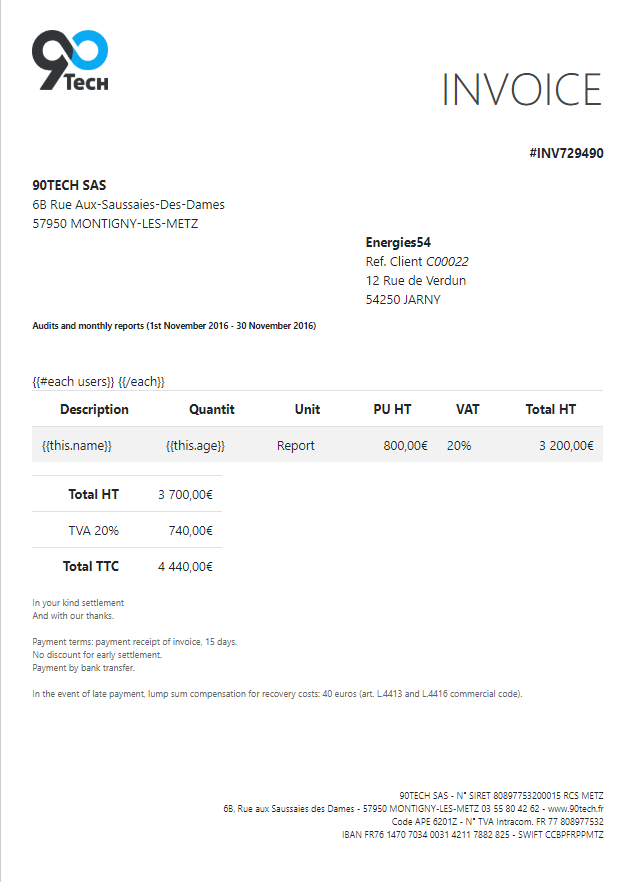 90
TECH
INVOICE
#INV729490
90TECH SAS
6B Rue Aux-Saussaies-Des-Dames
57950 MONTIGNY-LES-METZ
Energies54
Ref. Client C00022
12 Rue de Verdun
54250 JARNY
Audits and monthly reports (1st November 2016 - 30 November 2016)
{{#each users}} {{/each}}
Description Quantit Unit PU HT VAT Total HT
{{this.name}} {{this.age}} Report 800,00€ 20% 3 200,00€
Total HT 3 700,00€
TVA 20% 740,00€
Total TTC 4 440,00€
In your kind settlement
And with our thanks.
Payment terms: payment receipt of invoice, 15 days.
No discount for early settlement.
Payment by bank transfer.
In the event of late payment, lump sum compensation for recovery costs: 40 euros (art. L.4413 and L.4416 commercial code).
90TECH SAS - N° SIRET 80897753200015 RCS METZ
6B, Rue aux Saussaies des Dames - 57950 MONTIGNY-LES-METZ 03 55 80 42 62 - www.90tech.fr
Code APE 6201Z - N° TVA Intracom. FR 77 808977532
IBAN FR76 1470 7034 0031 4211 7882 825 - SWIFT CCBPFRPPMTZ